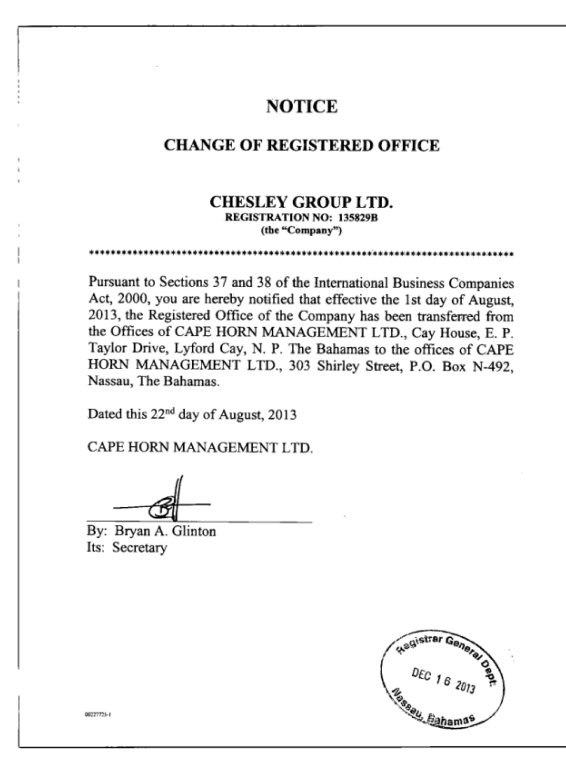 NOTICE
CHANGE OF REGISTERED OFFICE
CHESLEY GROUP LTD.
REGISTRATION NO: 135829B
(the "Company")
Pursuant to Sections 37 and 38 of the International Business Companies
Act, 2000, you are hereby notified that effective the 1st day of August,
2013, the Registered Office of the Company has been transferred from
the Offices of CAPE HORN MANAGEMENT LTD., Cay House, E. P.
Taylor Drive, Lyford Cay, N. P. The Bahamas to the offices of CAPE
HORN MANAGEMENT LTD., 303 Shirley Street, P.O. Box N-492,
Nassau, The Bahamas.
Dated this 22nd day of August, 2013
CAPE HORN MANAGEMENT LTD.
By: Bryan A. Glinton
Its: Secretary
Registrar General Dept.
DEC 16 2013
Nassau, Bahamas
00227723-1